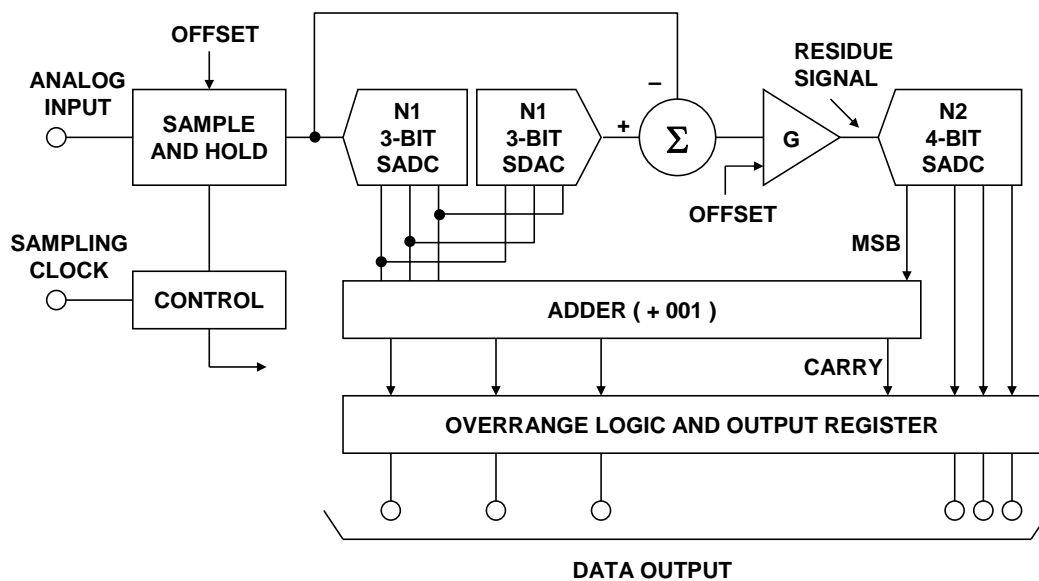 OFFSET
ANALOG
INPUT
SAMPLE
AND HOLD
N1
3-BIT
SADC
N1
3-BIT
SDAC
+
–
Σ
G
OFFSET
RESIDUE
SIGNAL
N2
4-BIT
SADC
MSB
SAMPLING
CLOCK
CONTROL
ADDER ( + 001 )
CARRY
OVERRANGE LOGIC AND OUTPUT REGISTER
DATA OUTPUT